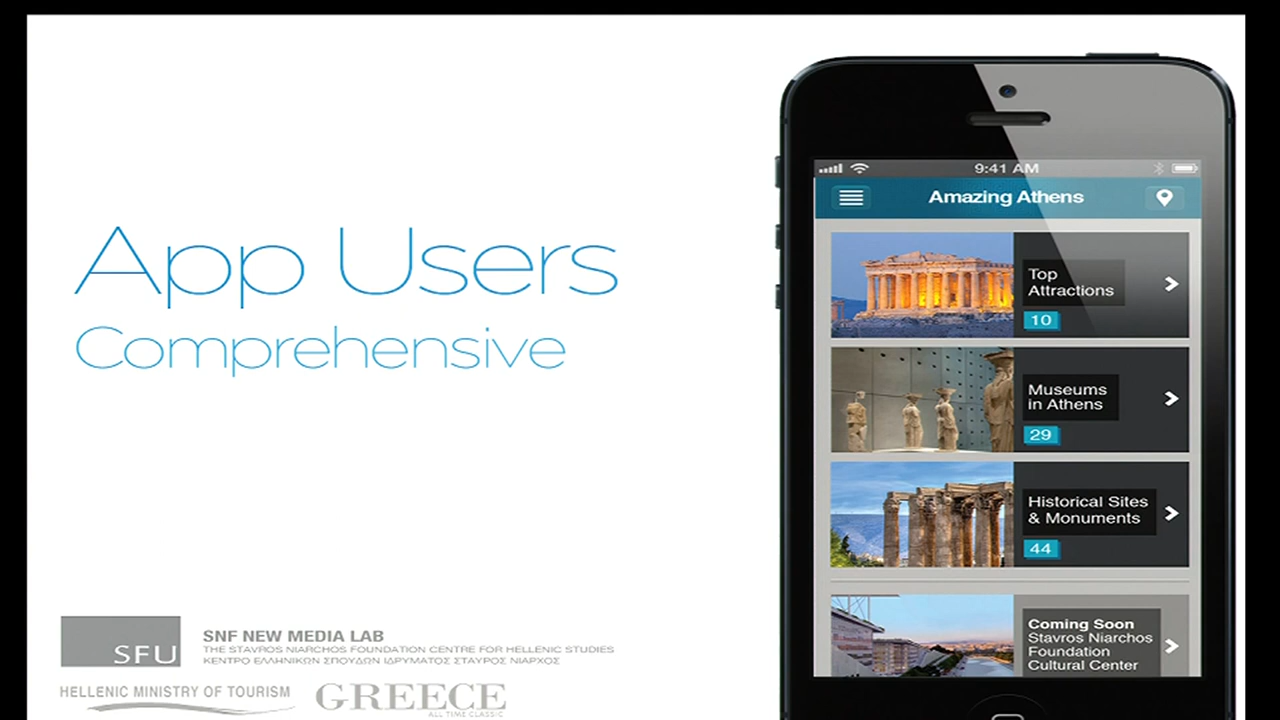 App Users
Comprehensive
SFU
SNF NEW MEDIA LAB
THE STAVROS NIARCHOS FOUNDATION CENTRE FOR HELLENIC STUDIES
ΚΕΝΤΡΟ ΕΛΛΗΝΙΚΩΝ ΣΠΟΥΔΩΝ ΙΔΡΥΜΑΤΟΣ ΣΤΑΥΡΟΣ ΝΙΑΡΧΟΣ
HELLENIC MINISTRY OF TOURISM
GREECE
ALL TIME CLASSIC
9:41 AM
Amazing Athens
Top
Attractions
10
Museums
in Athens
29
Historical Sites
& Monuments
44
Coming Soon
Stavros Niarchos
Foundation
Cultural Center